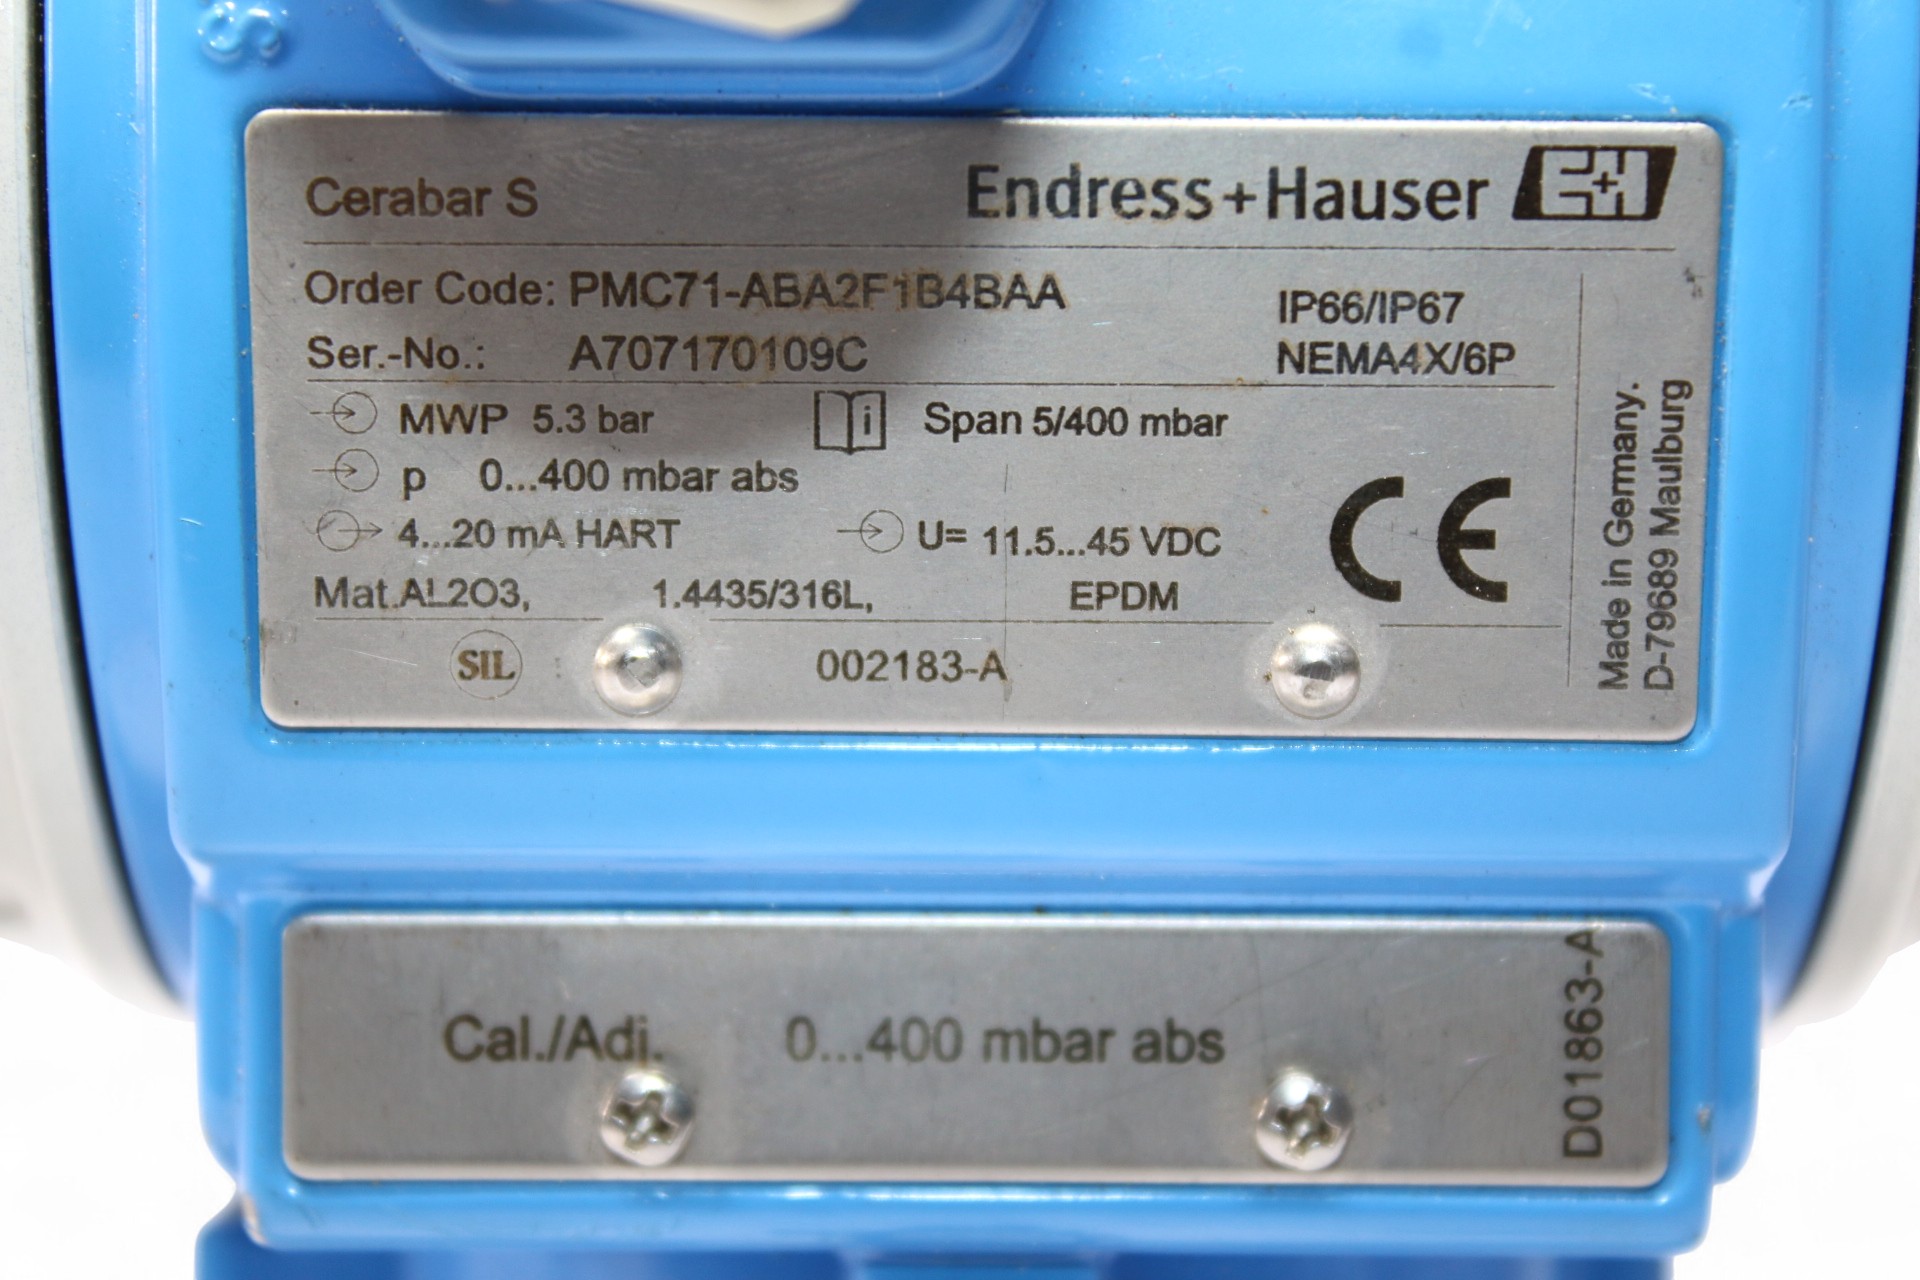 Cerabar S
Endress+Hauser
Order Code: PMC71-ABA2F1B4BAA
IP66/IP67
Ser.-No.: A707170109C
NEMA4X/6P
MWP 5.3 bar
i
Span 5/400 mbar
p 0...400 mbar abs
4...20 mA HART
U= 11.5...45 VDC
CE
Mat.AL2O3, 1.4435/316L, EPDM
SIL
002183-A
Made in Germany.
D-79689 Maulburg
Cal./Adj. 0...400 mbar abs
D01863-A